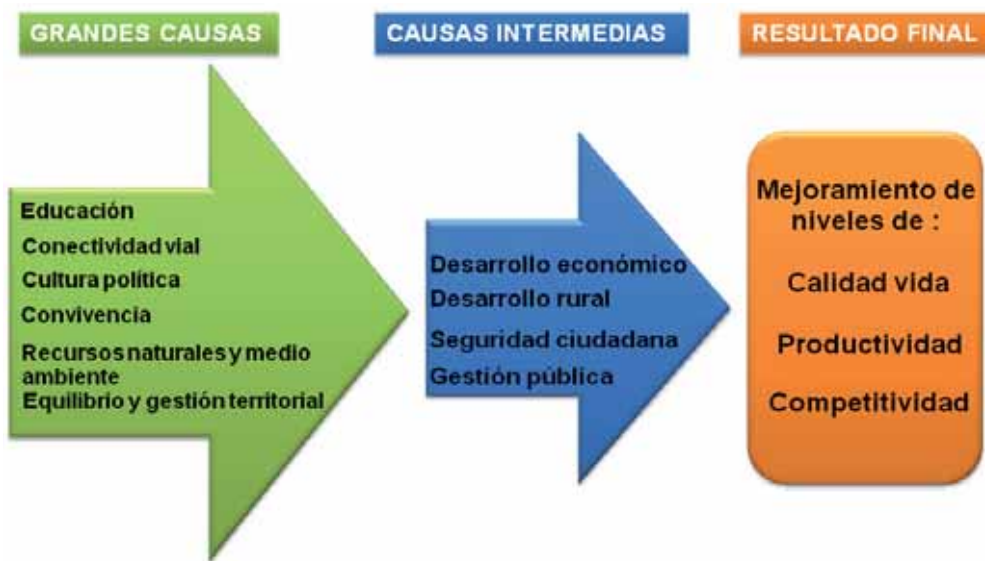 GRANDES CAUSAS
Educación
Conectividad vial
Cultura política
Convivencia
Recursos naturales y medio
ambiente
Equilibrio y gestión territorial
CAUSAS INTERMEDIAS
Desarrollo económico
Desarrollo rural
Seguridad ciudadana
Gestión pública
RESULTADO FINAL
Mejoramiento de
niveles de :
Calidad vida
Productividad
Competitividad